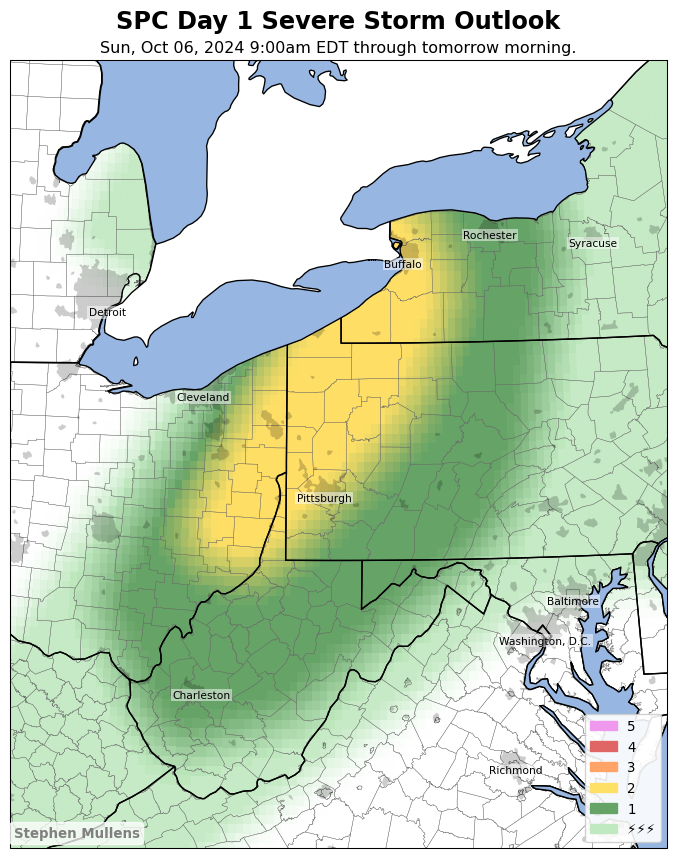 SPC Day 1 Severe Storm Outlook
Sun, Oct 06, 2024 9:00am EDT through tomorrow morning.
Rochester
Syracuse
Buffalo
Detroit
Cleveland
Pittsburgh
Baltimore
Washington, D.C.
Charleston
Richmond
5
4
3
2
1
⚡⚡⚡
Stephen Mullens